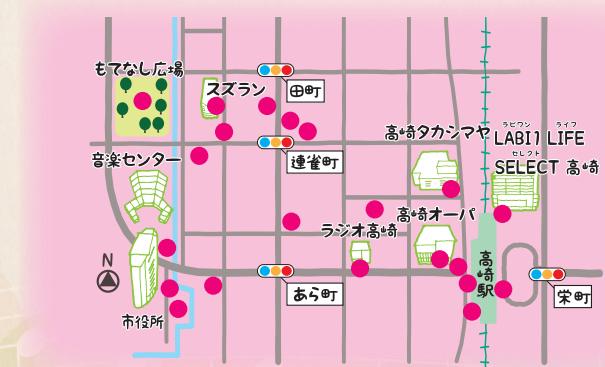 もてなし広場
スズラン
田町
高崎タカシマヤ
ラビワン ライフ
LABI1 LIFE
セレクト
SELECT 高崎
音楽センター
連雀町
高崎オーパ
ラジオ高崎
高崎駅
N
あら町
栄町
市役所